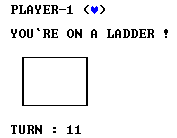 PLAYER-1 (♥)
YOU'RE ON A LADDER !
TURN : 11